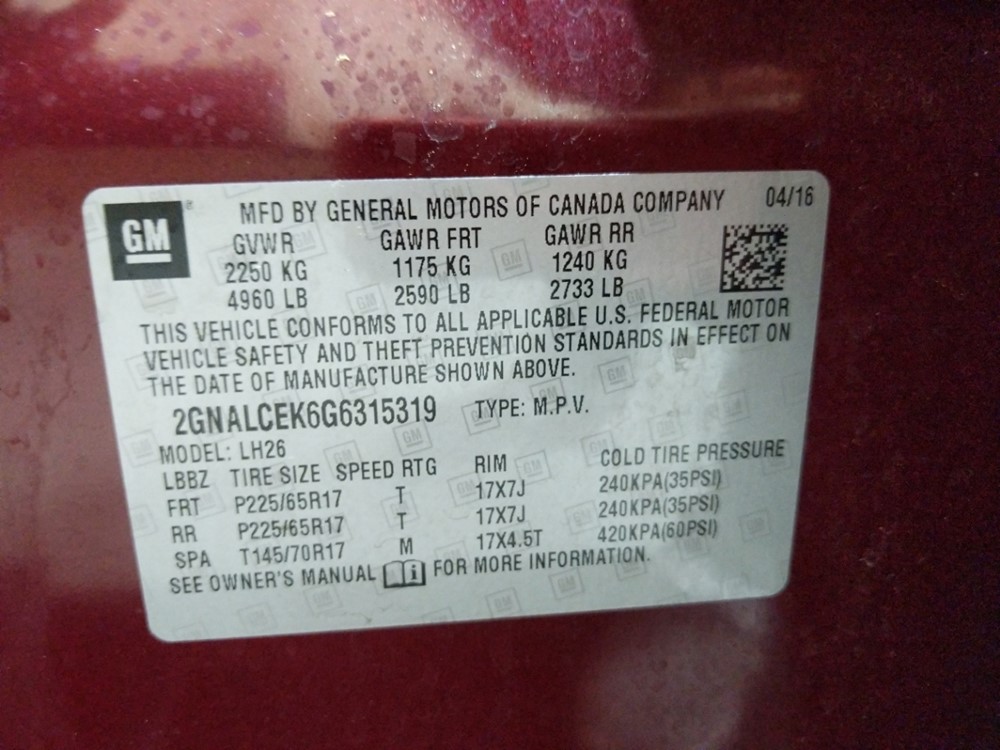 GM ®
MFD BY GENERAL MOTORS OF CANADA COMPANY 04/16
GVWR GAWR FRT GAWR RR
2250 KG 1175 KG 1240 KG
4960 LB 2590 LB 2733 LB
THIS VEHICLE CONFORMS TO ALL APPLICABLE U.S. FEDERAL MOTOR
VEHICLE SAFETY AND THEFT PREVENTION STANDARDS IN EFFECT ON
THE DATE OF MANUFACTURE SHOWN ABOVE.
2GNALCEK6G6315319 TYPE: M.P.V.
MODEL: LH26
LBBZ TIRE SIZE SPEED RTG RIM COLD TIRE PRESSURE
FRT P225/65R17 T 17X7J 240KPA(35PSI)
RR P225/65R17 T 17X7J 240KPA(35PSI)
SPA T145/70R17 M 17X4.5T 420KPA(60PSI)
SEE OWNER'S MANUAL i FOR MORE INFORMATION.